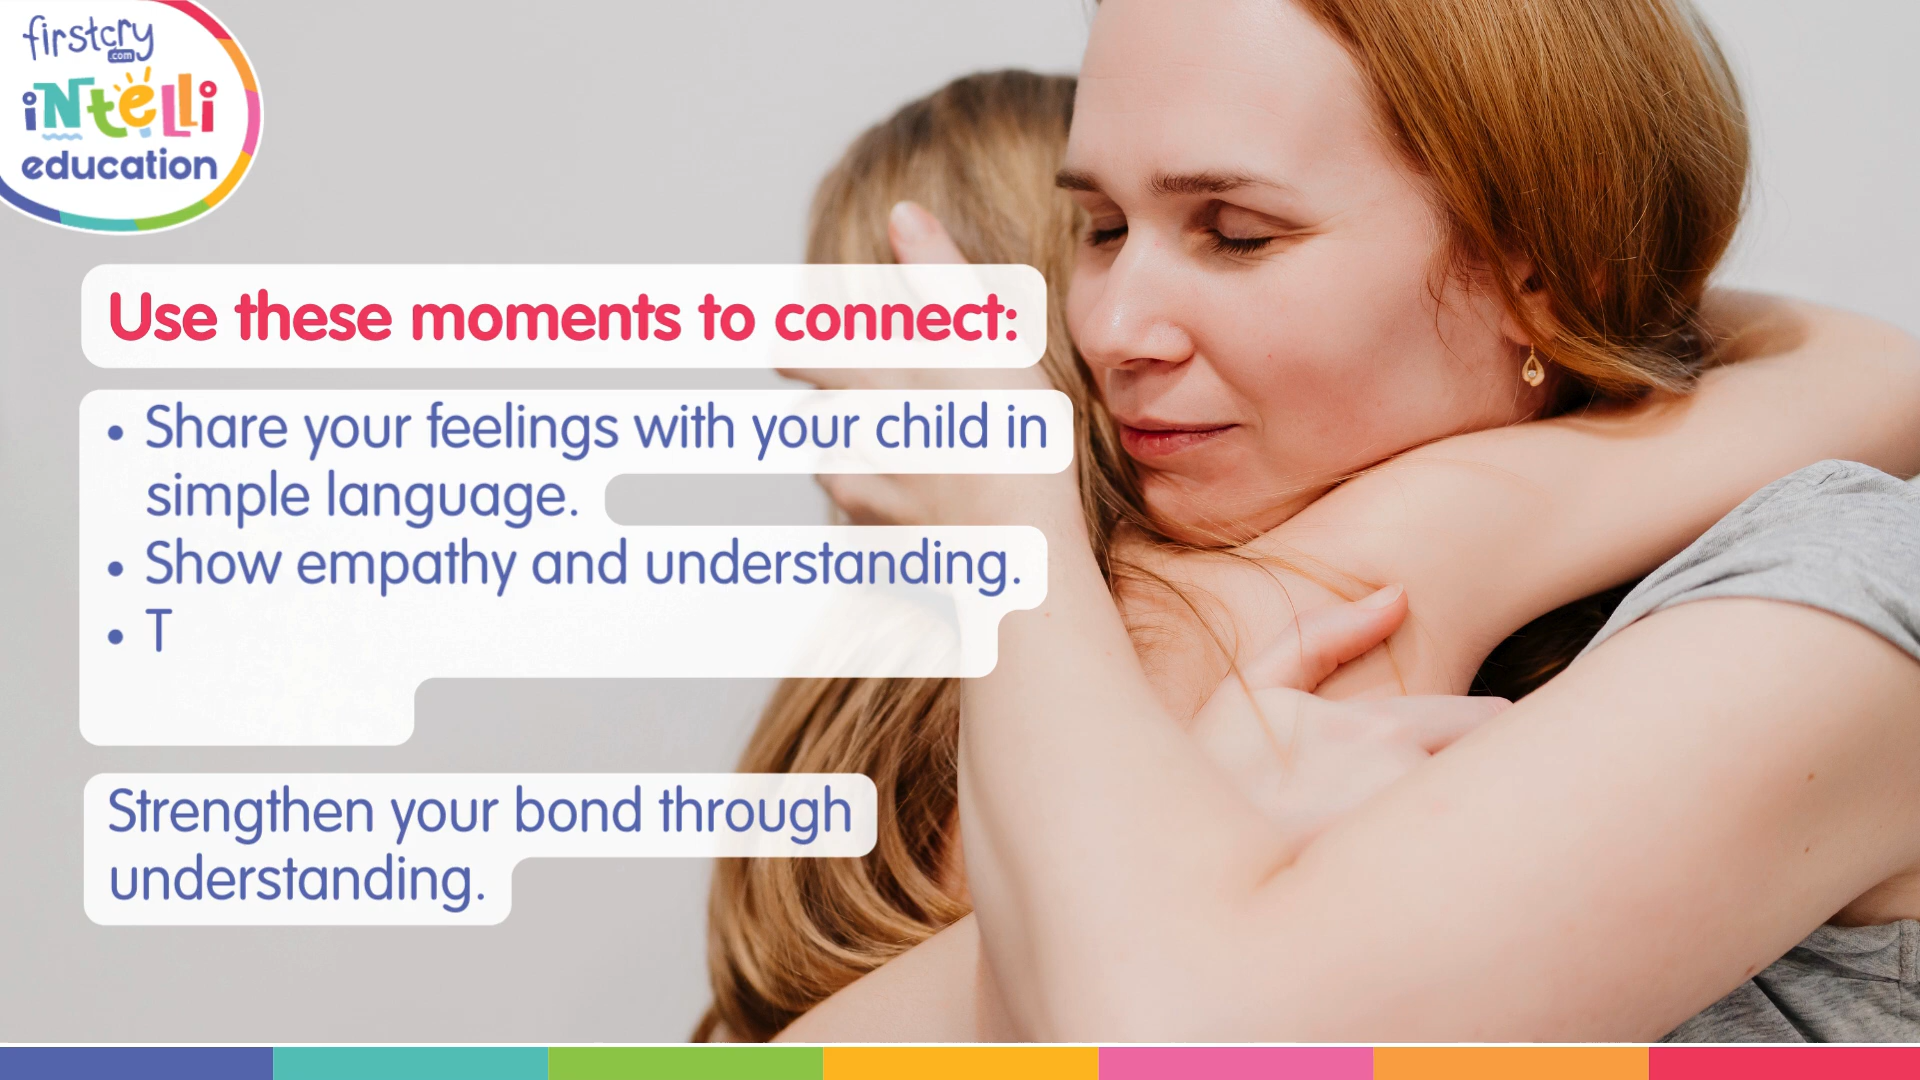 firstcry
.com
intelli
education
Use these moments to connect:
• Share your feelings with your child in
simple language.
• Show empathy and understanding.
• T
Strengthen your bond through
understanding.